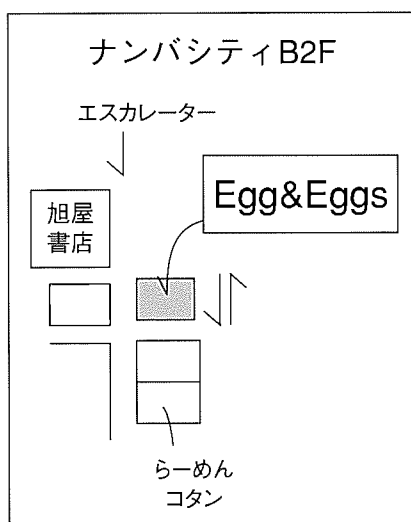 ナンバシティB2F
エスカレーター
Egg&Eggs
旭屋
書店
らーめん
コタン